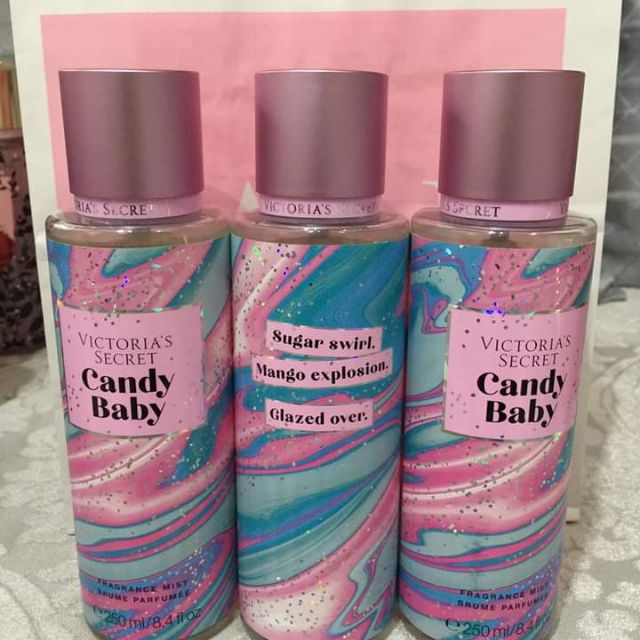 RIA'S SECRET
VICTORIA'S
SECRET
Candy
Baby
FRAGRANCE MIST
BRUME PARFUMÉE
℮ 250 ml/8.4 fl oz
VICTORIA'S SECRET
Sugar swirl.
Mango explosion.
Glazed over.
S SECRET
VICTORIA'S
SECRET
Candy
Baby
FRAGRANCE MIST
BRUME PARFUMÉE
℮ 250 ml/8.4 fl oz